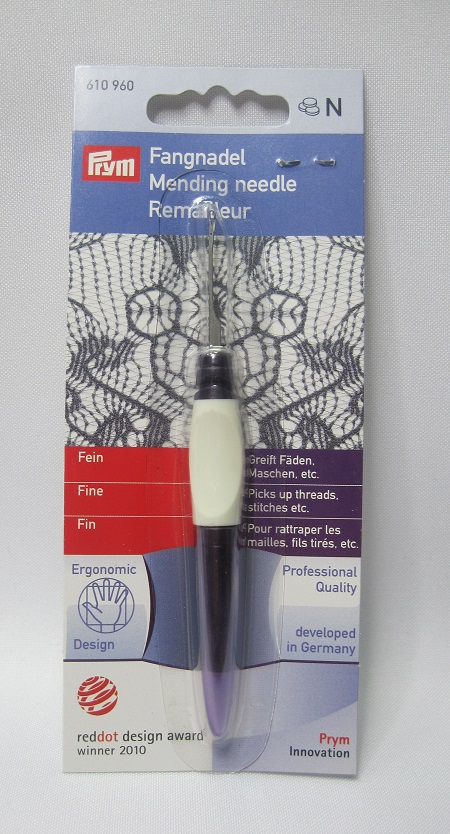 610 960
N
Prym
Fangnadel
Mending needle
Remailleur
Fein
Greift Fäden,
Maschen, etc.
Fine
Picks up threads,
stitches etc.
Fin
Pour rattraper les
mailles, fils tirés, etc.
Ergonomic
Design
Professional
Quality
developed
in Germany
reddot design award
winner 2010
Prym
Innovation